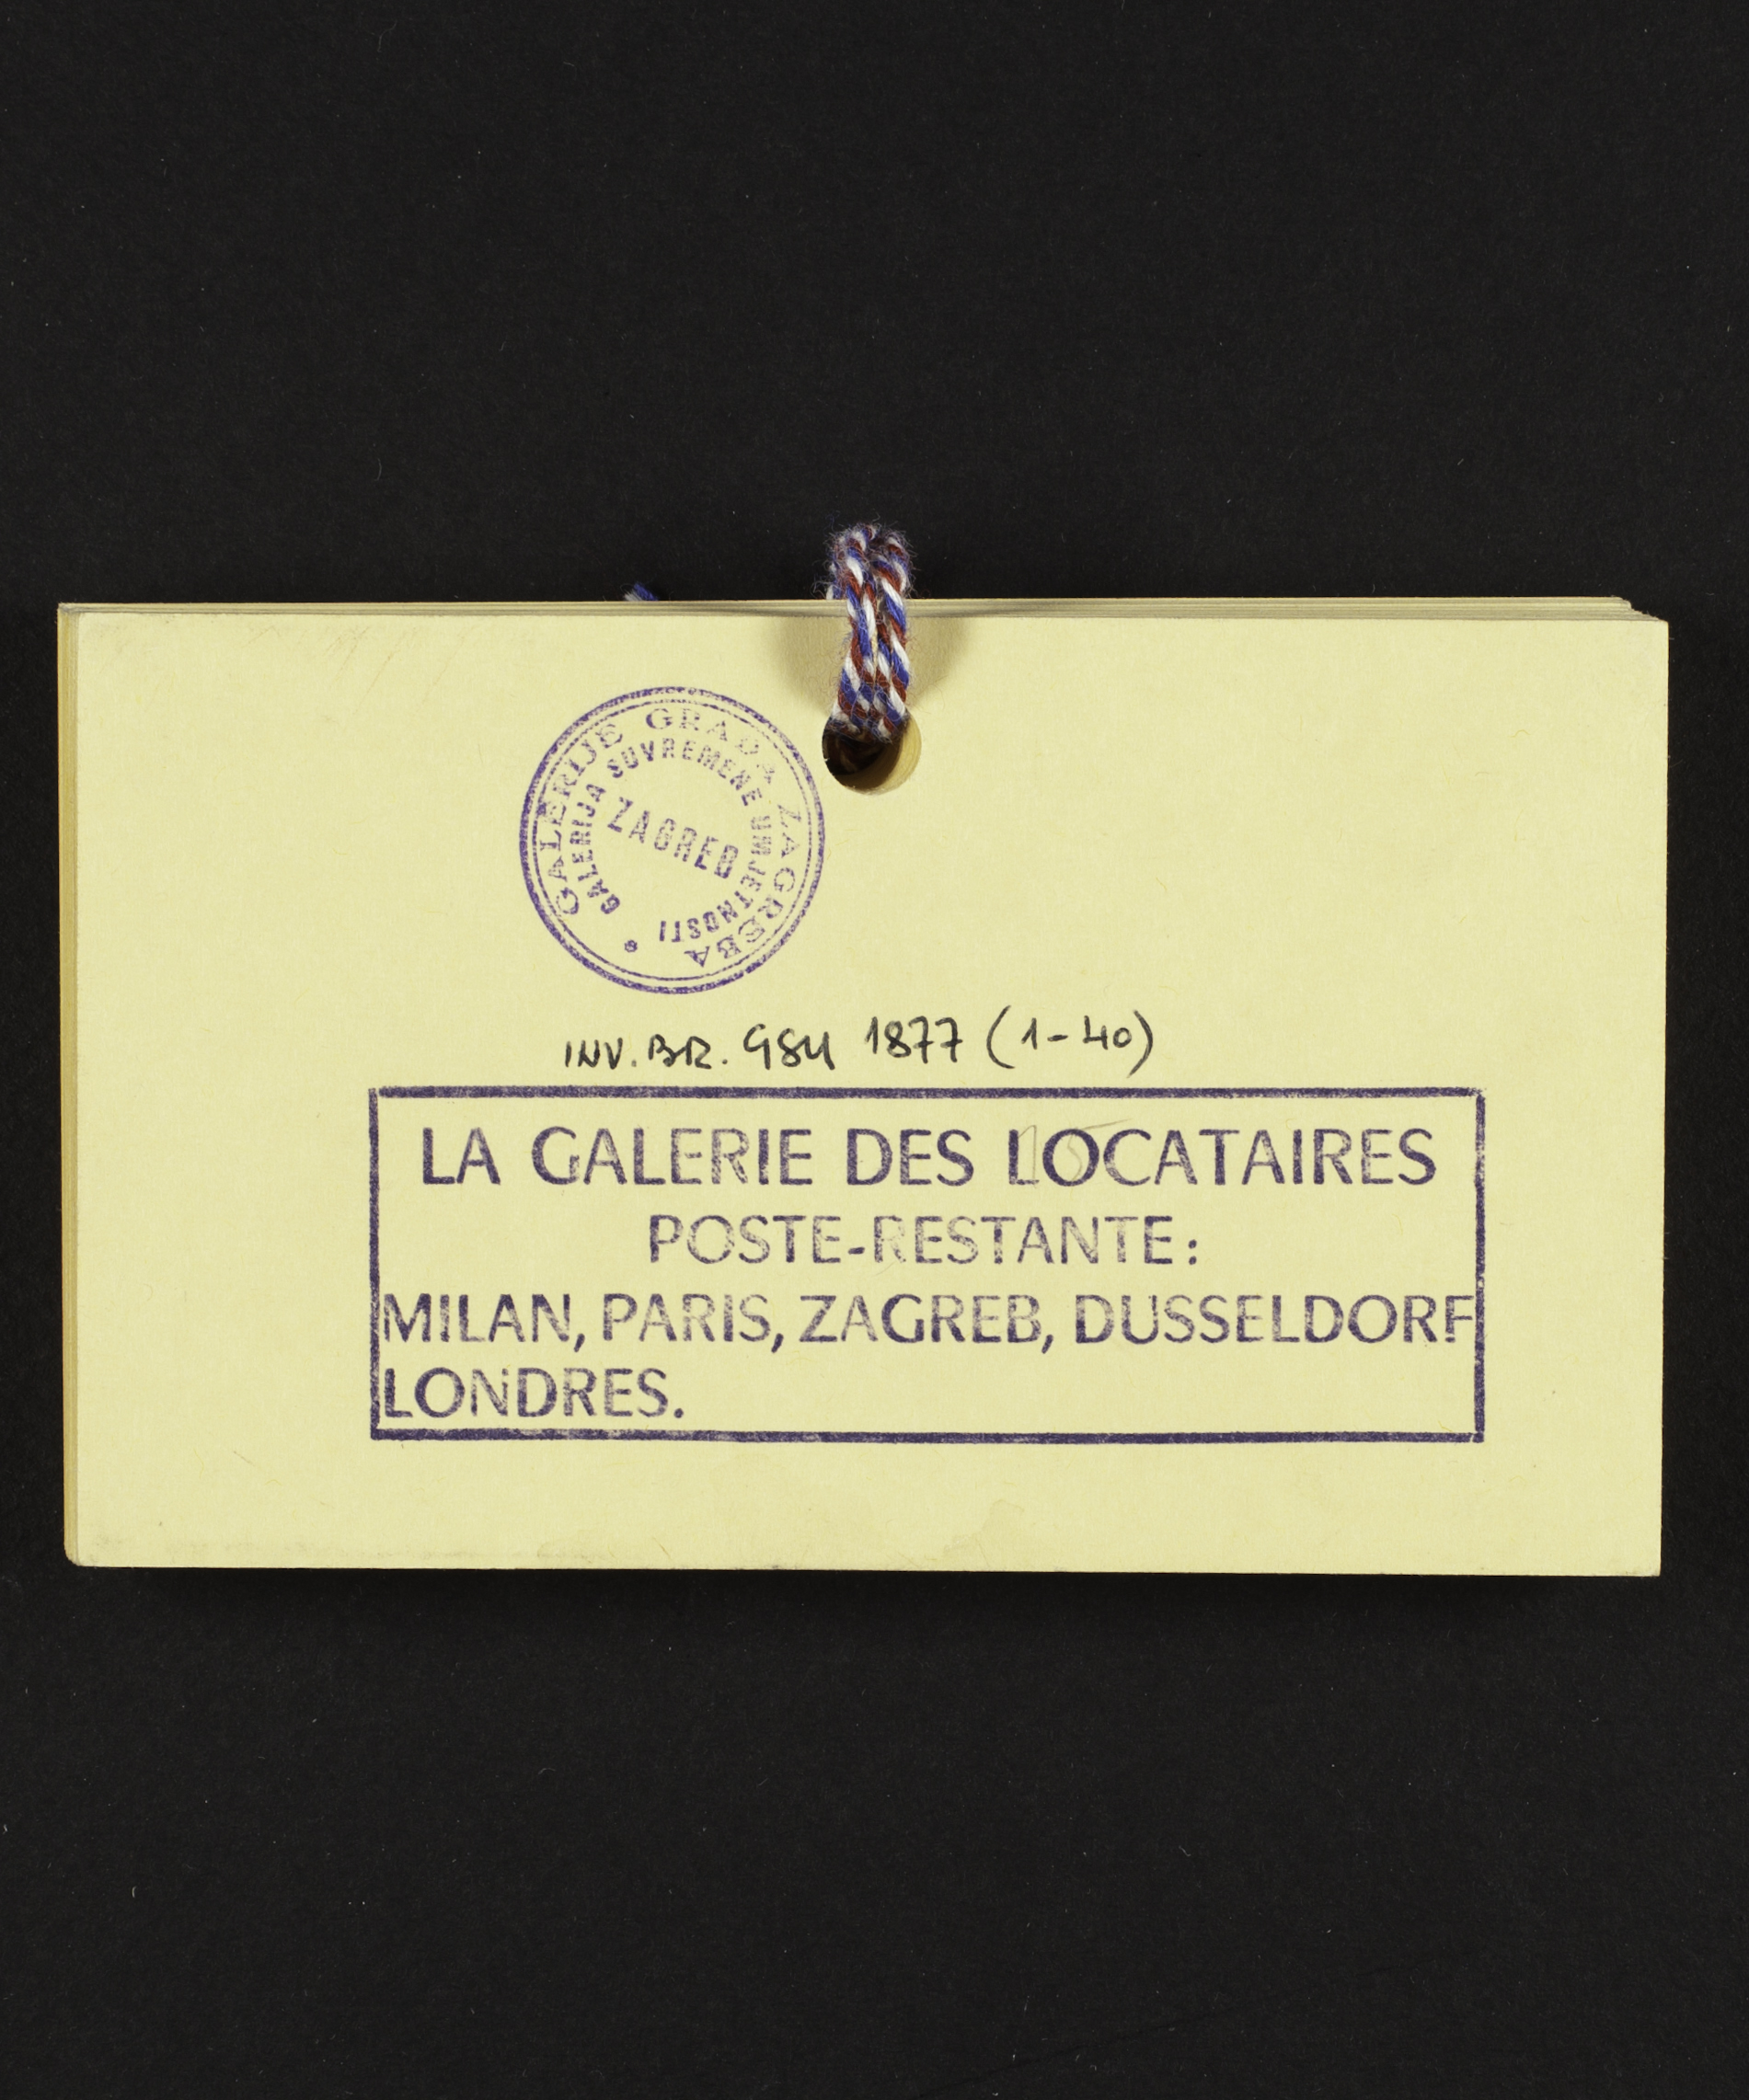 GALERIJE GRADA ZAGREBA
GALERIJA SUVREMENE UMJETNOSTI
ZAGREB
INV. BR. GSU 1877 (1-40)
LA GALERIE DES LOCATAIRES
POSTE-RESTANTE:
MILAN, PARIS, ZAGREB, DUSSELDORF
LONDRES.